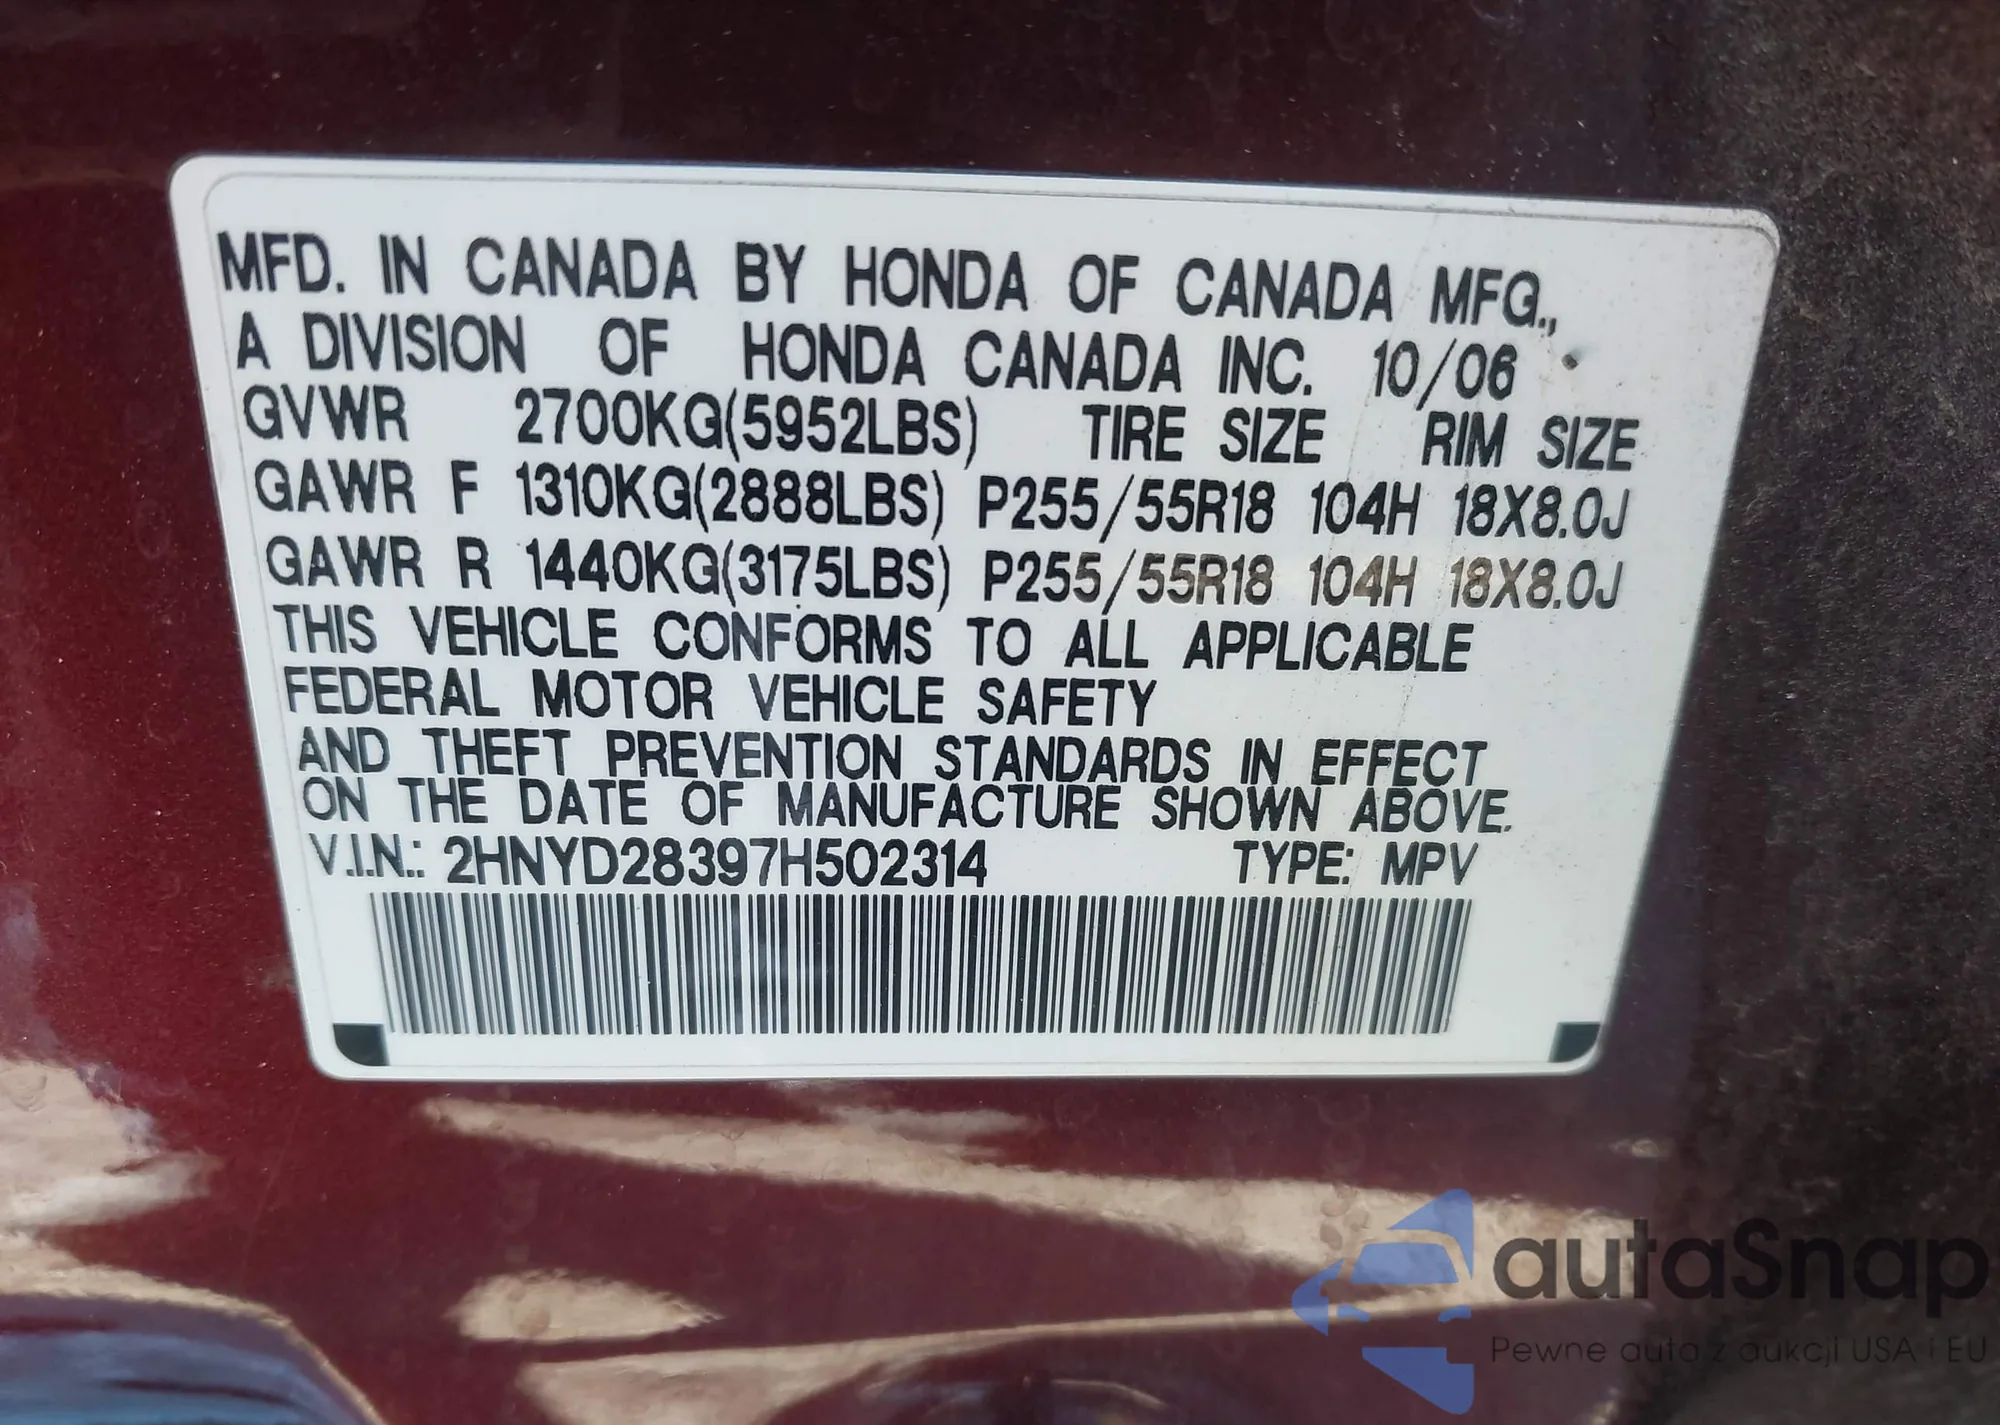 MFD. IN CANADA BY HONDA OF CANADA MFG.,
A DIVISION OF HONDA CANADA INC. 10/06
GVWR 2700KG(5952LBS) TIRE SIZE RIM SIZE
GAWR F 1310KG(2888LBS) P255/55R18 104H 18X8.0J
GAWR R 1440KG(3175LBS) P255/55R18 104H 18X8.0J
THIS VEHICLE CONFORMS TO ALL APPLICABLE
FEDERAL MOTOR VEHICLE SAFETY
AND THEFT PREVENTION STANDARDS IN EFFECT
ON THE DATE OF MANUFACTURE SHOWN ABOVE.
V.I.N.: 2HNYD28397H502314 TYPE: MPV
autaSnap
Pewne auta z aukcji USA i EU